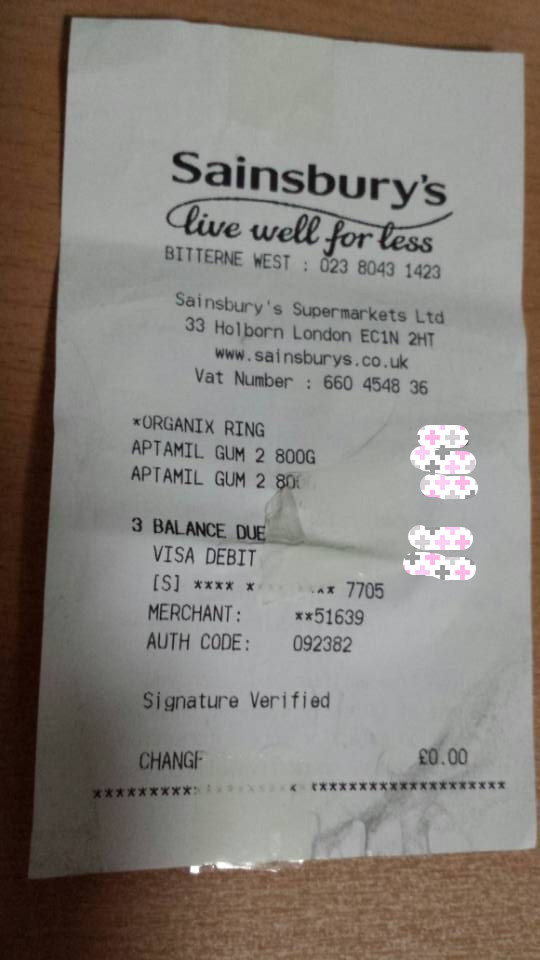 Sainsbury's
live well for less
BITTERNE WEST : 023 8043 1423
Sainsbury's Supermarkets Ltd
33 Holborn London EC1N 2HT
www.sainsburys.co.uk
Vat Number : 660 4548 36
*ORGANIX RING
APTAMIL GUM 2 800G
APTAMIL GUM 2
3 BALANCE DUE
VISA DEBIT
[S] **** 7705
MERCHANT: **51639
AUTH CODE: 092382
Signature Verified
£0.00